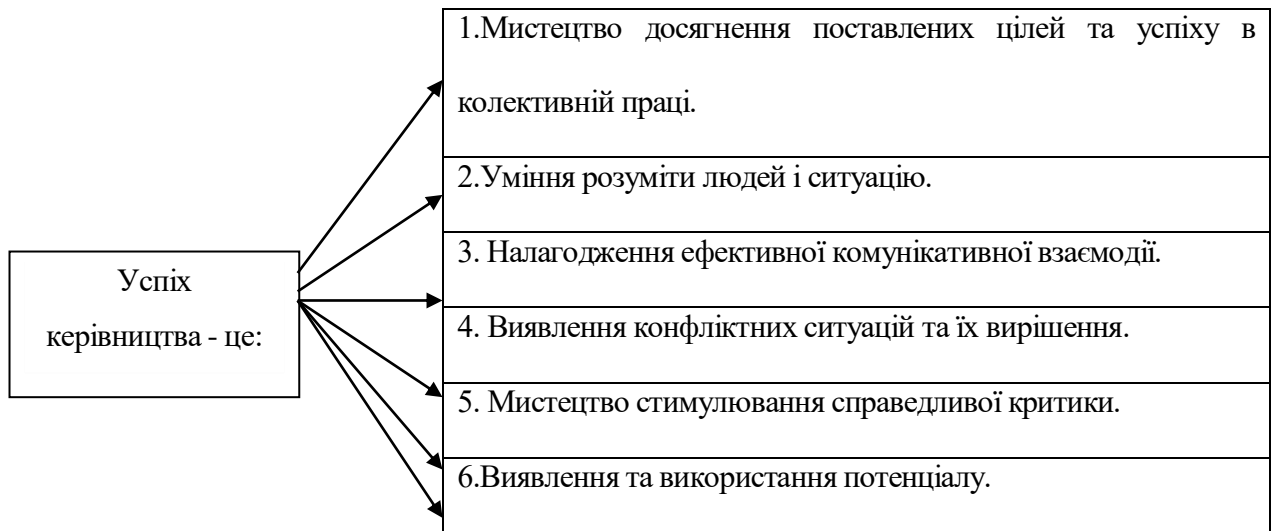 Успіх
керівництва - це:
1.Мистецтво досягнення поставлених цілей та успіху в
колективній праці.
2.Уміння розуміти людей і ситуацію.
3. Налагодження ефективної комунікативної взаємодії.
4. Виявлення конфліктних ситуацій та їх вирішення.
5. Мистецтво стимулювання справедливої критики.
6.Виявлення та використання потенціалу.